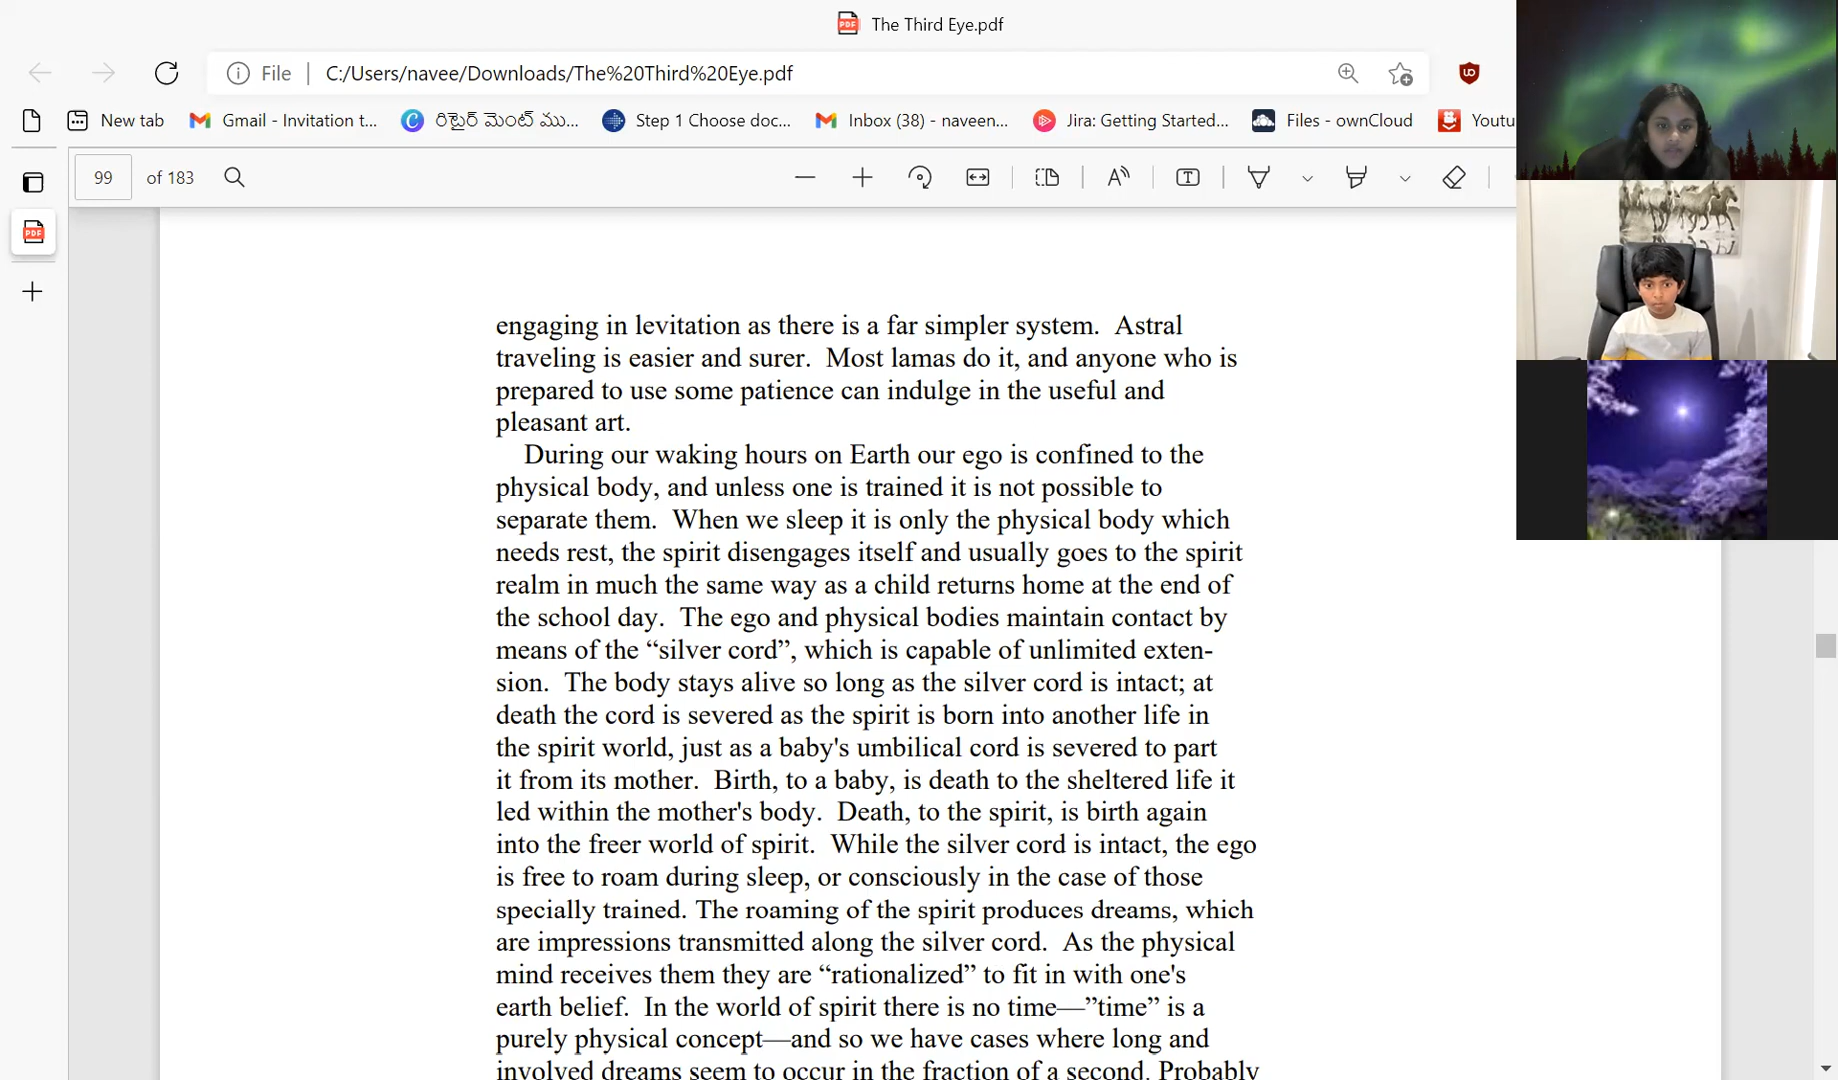 The Third Eye.pdf
File C:/Users/navee/Downloads/The%20Third%20Eye.pdf
New tab Gmail - Invitation t... రిటైర్ మెంట్ ము... Step 1 Choose doc... Inbox (38) - naveen... Jira: Getting Started... Files - ownCloud Youtu
99 of 183
engaging in levitation as there is a far simpler system. Astral
traveling is easier and surer. Most lamas do it, and anyone who is
prepared to use some patience can indulge in the useful and
pleasant art.
During our waking hours on Earth our ego is confined to the
physical body, and unless one is trained it is not possible to
separate them. When we sleep it is only the physical body which
needs rest, the spirit disengages itself and usually goes to the spirit
realm in much the same way as a child returns home at the end of
the school day. The ego and physical bodies maintain contact by
means of the “silver cord”, which is capable of unlimited exten-
sion. The body stays alive so long as the silver cord is intact; at
death the cord is severed as the spirit is born into another life in
the spirit world, just as a baby's umbilical cord is severed to part
it from its mother. Birth, to a baby, is death to the sheltered life it
led within the mother's body. Death, to the spirit, is birth again
into the freer world of spirit. While the silver cord is intact, the ego
is free to roam during sleep, or consciously in the case of those
specially trained. The roaming of the spirit produces dreams, which
are impressions transmitted along the silver cord. As the physical
mind receives them they are “rationalized” to fit in with one's
earth belief. In the world of spirit there is no time—”time” is a
purely physical concept—and so we have cases where long and
involved dreams seem to occur in the fraction of a second. Probably